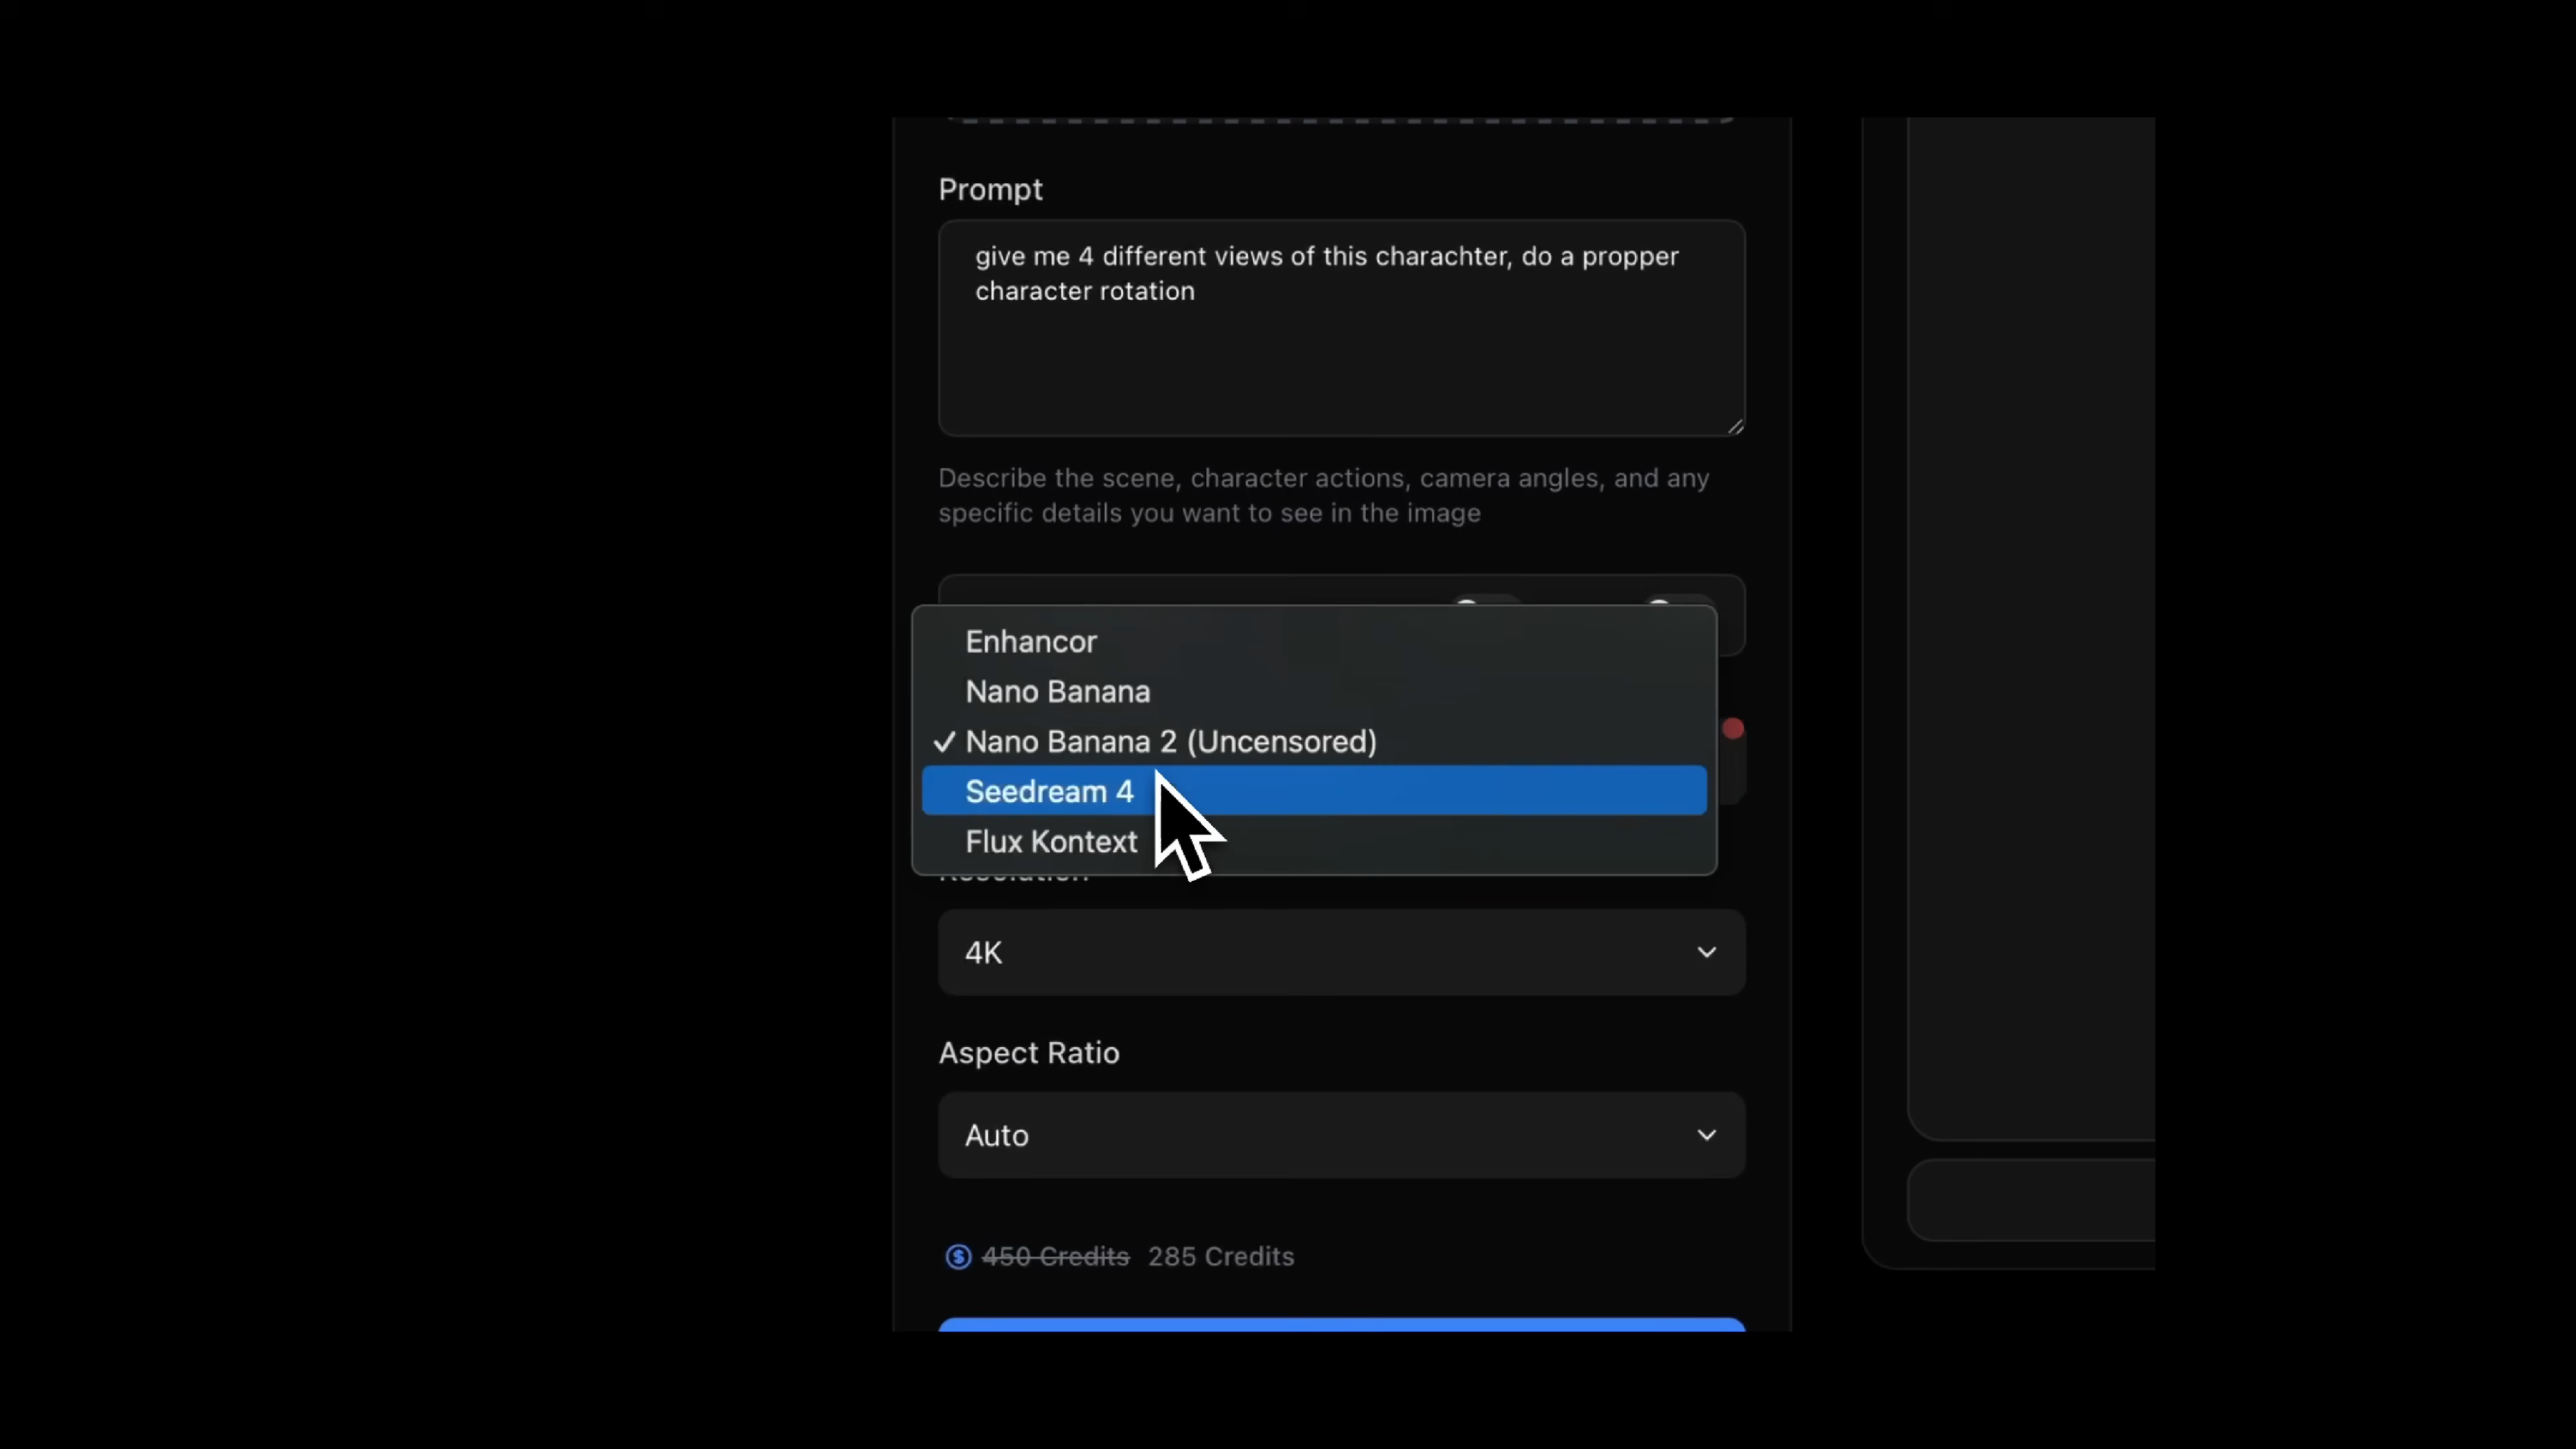 Prompt
give me 4 different views of this charachter, do a propper
character rotation
Describe the scene, character actions, camera angles, and any
specific details you want to see in the image
Enhancor
Nano Banana
✓ Nano Banana 2 (Uncensored)
Seedream 4
Flux Kontext
4K
Aspect Ratio
Auto
450 Credits 285 Credits